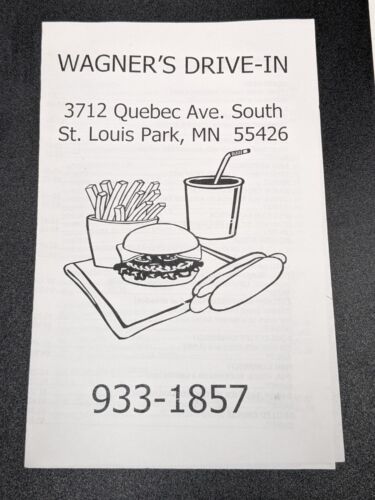 WAGNER'S DRIVE-IN
3712 Quebec Ave. South
St. Louis Park, MN 55426
933-1857